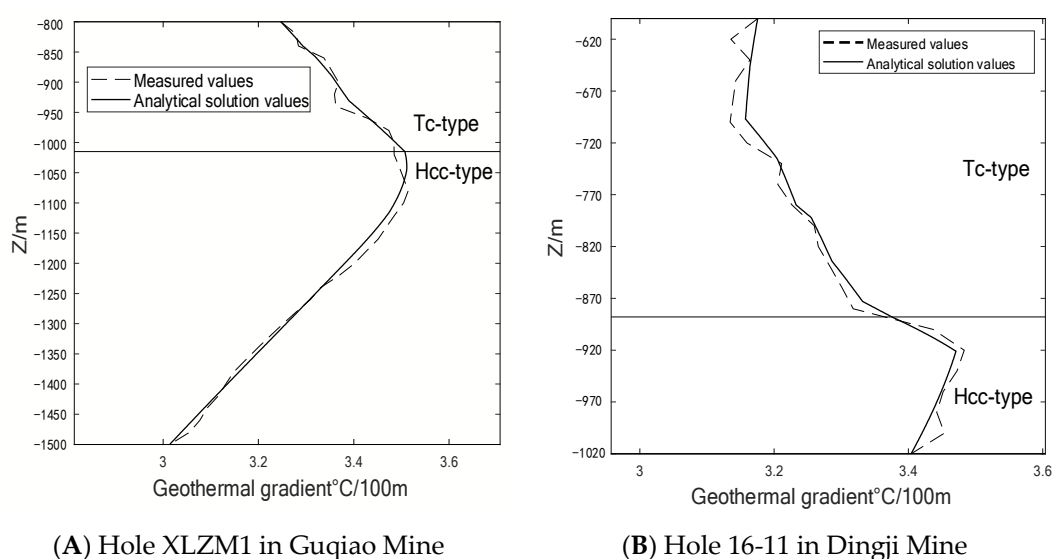 −800
−850
−900
−950
−1000
−1050
−1100
−1150
−1200
−1250
−1300
−1350
−1400
−1450
−1500
Z/m
Measured values
Analytical solution values
Tc-type
Hcc-type
3
3.2
3.4
3.6
Geothermal gradient°C/100m
(A) Hole XLZM1 in Guqiao Mine
−620
−670
−720
−770
−820
−870
−920
−970
−1020
Z/m
Measured values
Analytical solution values
Tc-type
Hcc-type
3
3.2
3.4
3.6
Geothermal gradient°C/100m
(B) Hole 16-11 in Dingji Mine